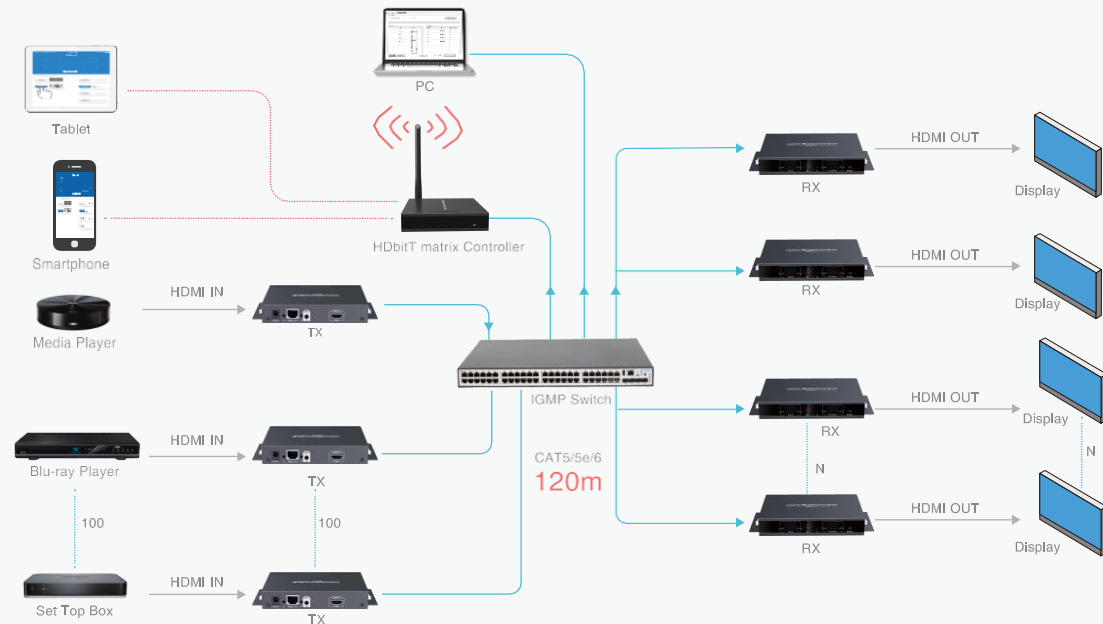 PC
Tablet
HDMI OUT
RX
Display
HDbitT matrix Controller
Smartphone
HDMI OUT
RX
Display
HDMI IN
Media Player
TX
IGMP Switch
HDMI OUT
RX
Display
HDMI IN
Blu-ray Player
TX
CAT5/5e/6
120m
N
N
100
100
HDMI OUT
RX
Display
HDMI IN
Set Top Box
TX